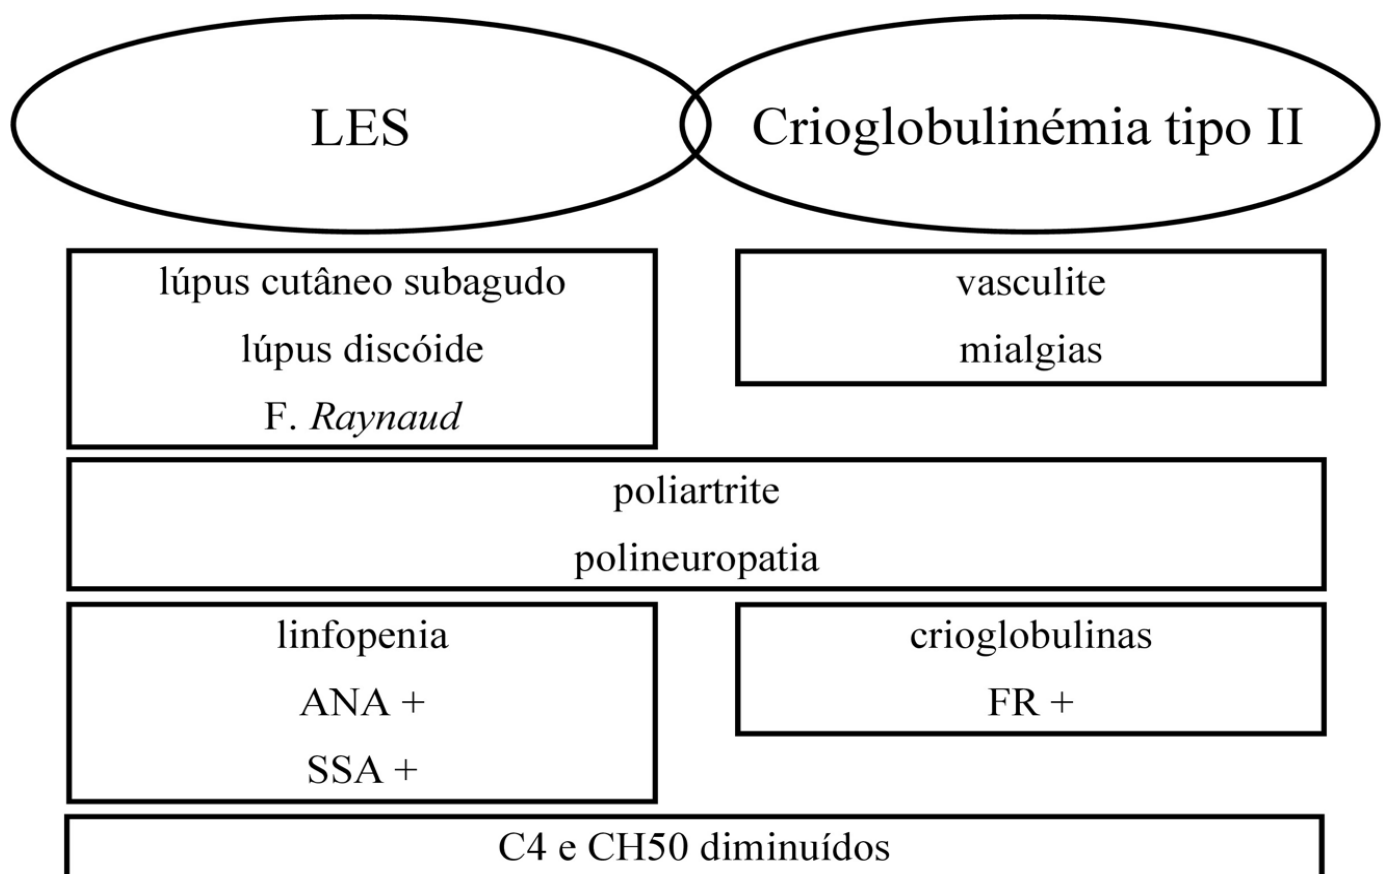 LES
Crioglobulinémia tipo II
lúpus cutâneo subagudo
lúpus discóide
F. Raynaud
vasculite
mialgias
poliartrite
polineuropatia
linfopenia
ANA +
SSA +
crioglobulinas
FR +
C4 e CH50 diminuídos